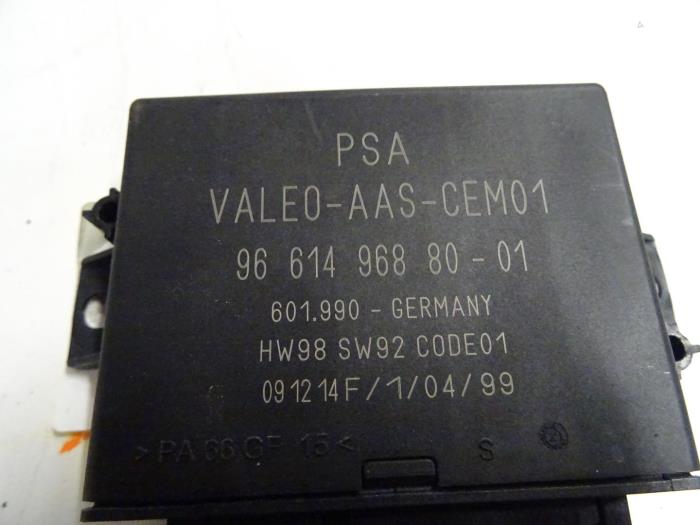 PSA
VALEO-AAS-CEM01
96 614 968 80 - 01
601.990 - GERMANY
HW98 SW92 CODE01
091214F/1/04/99
>PA 66 GF 15< S